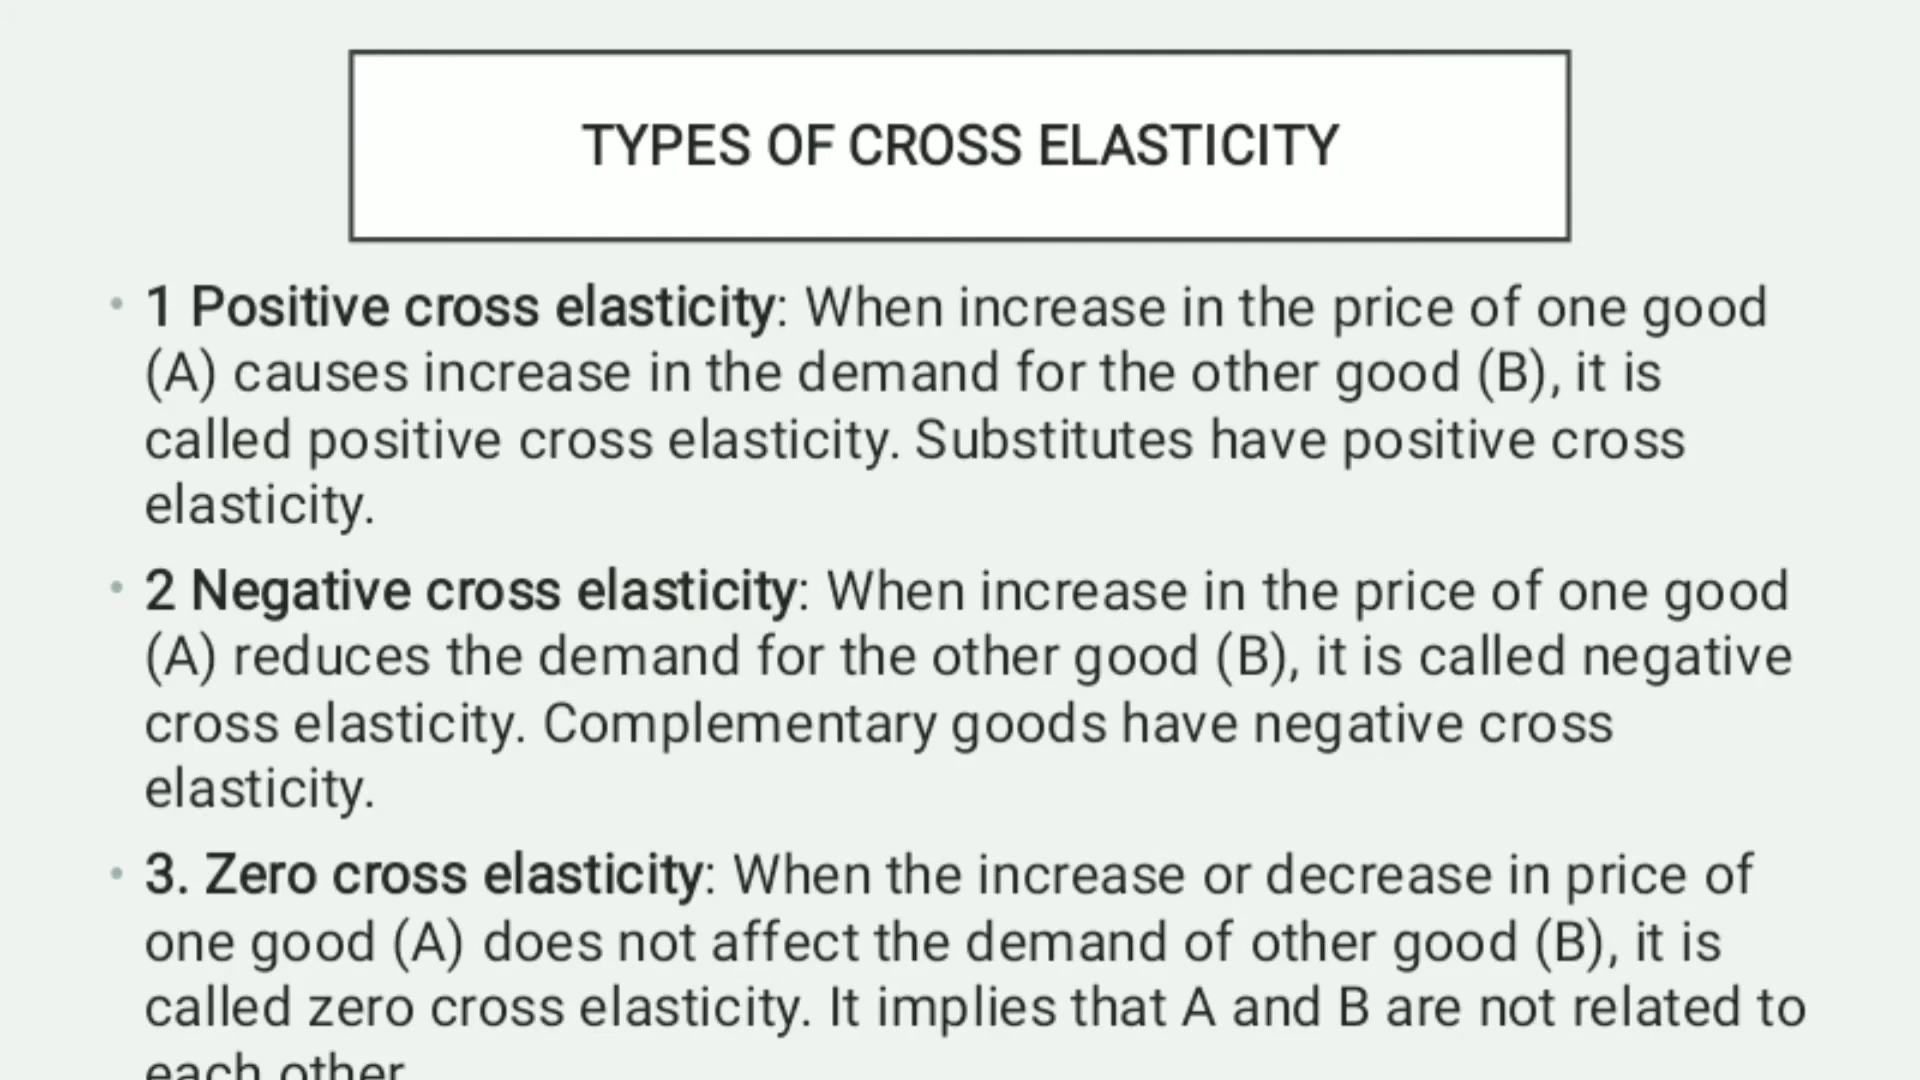 TYPES OF CROSS ELASTICITY
• 1 Positive cross elasticity: When increase in the price of one good
(A) causes increase in the demand for the other good (B), it is
called positive cross elasticity. Substitutes have positive cross
elasticity.
• 2 Negative cross elasticity: When increase in the price of one good
(A) reduces the demand for the other good (B), it is called negative
cross elasticity. Complementary goods have negative cross
elasticity.
• 3. Zero cross elasticity: When the increase or decrease in price of
one good (A) does not affect the demand of other good (B), it is
called zero cross elasticity. It implies that A and B are not related to
each other